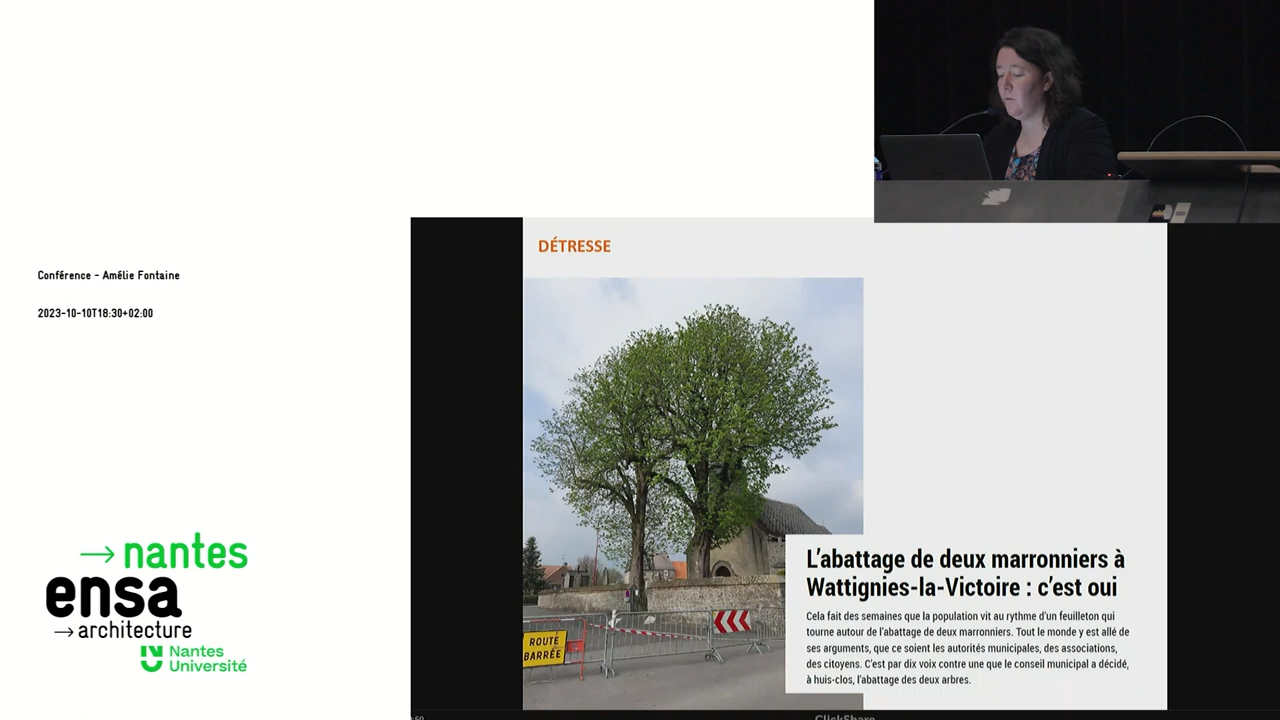 DÉTRESSE
Conférence - Amélie Fontaine
2023-10-10T18:30+02:00
→nantes
ensa
→architecture
Nantes
Université
ROUTE
BARRÉE
L'abattage de deux marronniers à
Wattignies-la-Victoire : c'est oui
Cela fait des semaines que la population vit au rythme d'un feuilleton qui
tourne autour de l'abattage de deux marronniers. Tout le monde y est allé de
ses arguments, que ce soient les autorités municipales, des associations,
des citoyens. C'est par dix voix contre une que le conseil municipal a décidé,
à huis-clos, l'abattage des deux arbres.
ClickShare